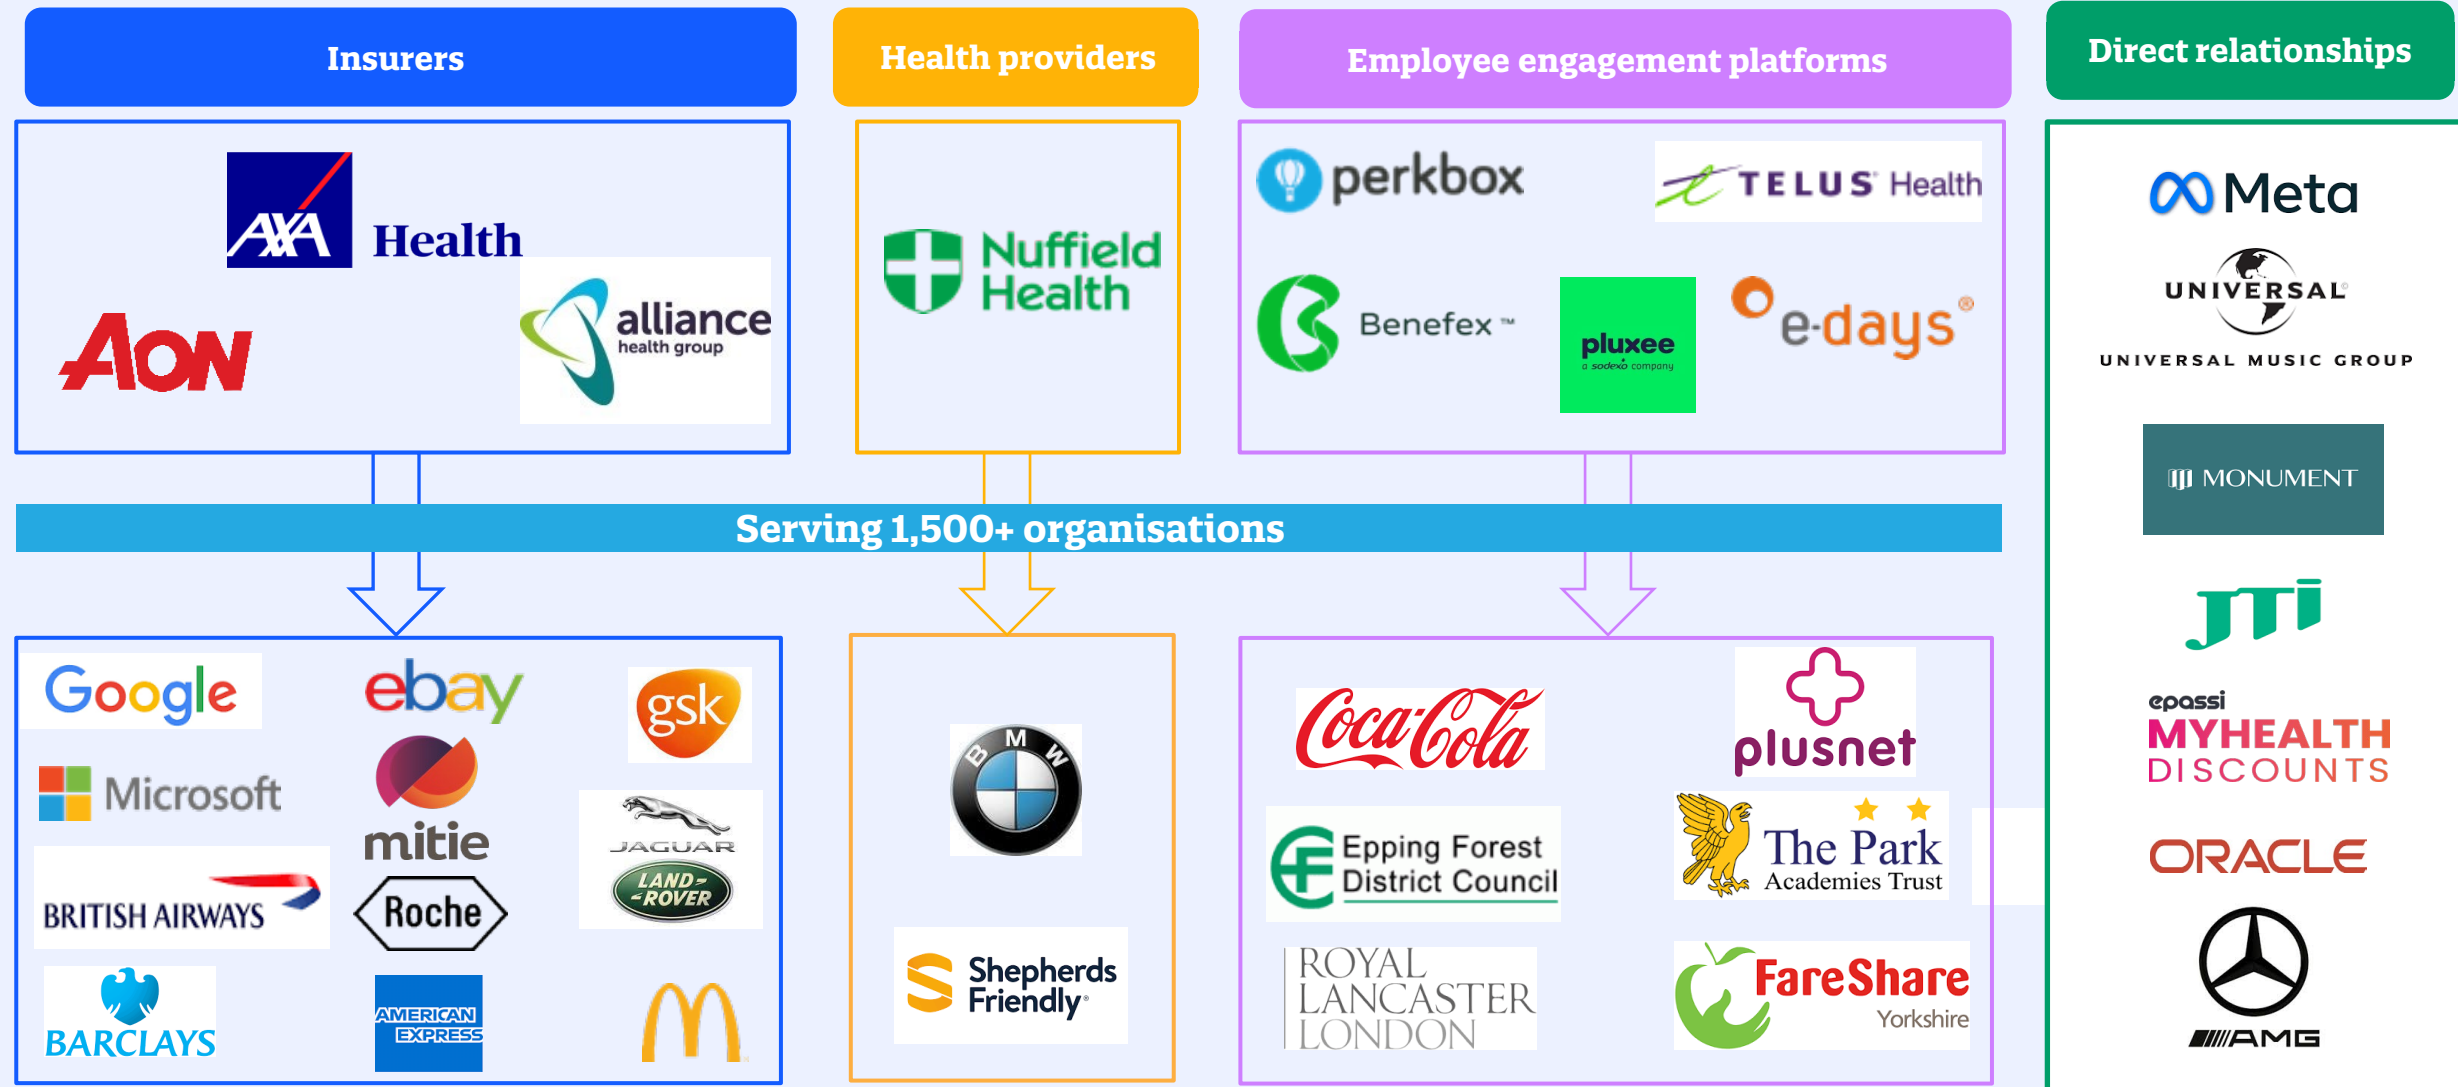 Insurers
Health providers
Employee engagement platforms
Direct relationships
AXA
Health
AON
alliance
health group
Nuffield
Health
perkbox
TELUS® Health
Benefex ™
pluxee
a sodexo company
e-days®
Meta
UNIVERSAL
UNIVERSAL MUSIC GROUP
MONUMENT
JTi
epassi
MYHEALTH
DISCOUNTS
ORACLE
AMG
Serving 1,500+ organisations
Google
ebay
gsk
Microsoft
mitie
JAGUAR
LAND-
-ROVER
BRITISH AIRWAYS
Roche
BARCLAYS
AMERICAN
EXPRESS
BMW
Shepherds
Friendly®
Coca-Cola
plusnet
Epping Forest
District Council
The Park
Academies Trust
ROYAL
LANCASTER
LONDON
FareShare
Yorkshire